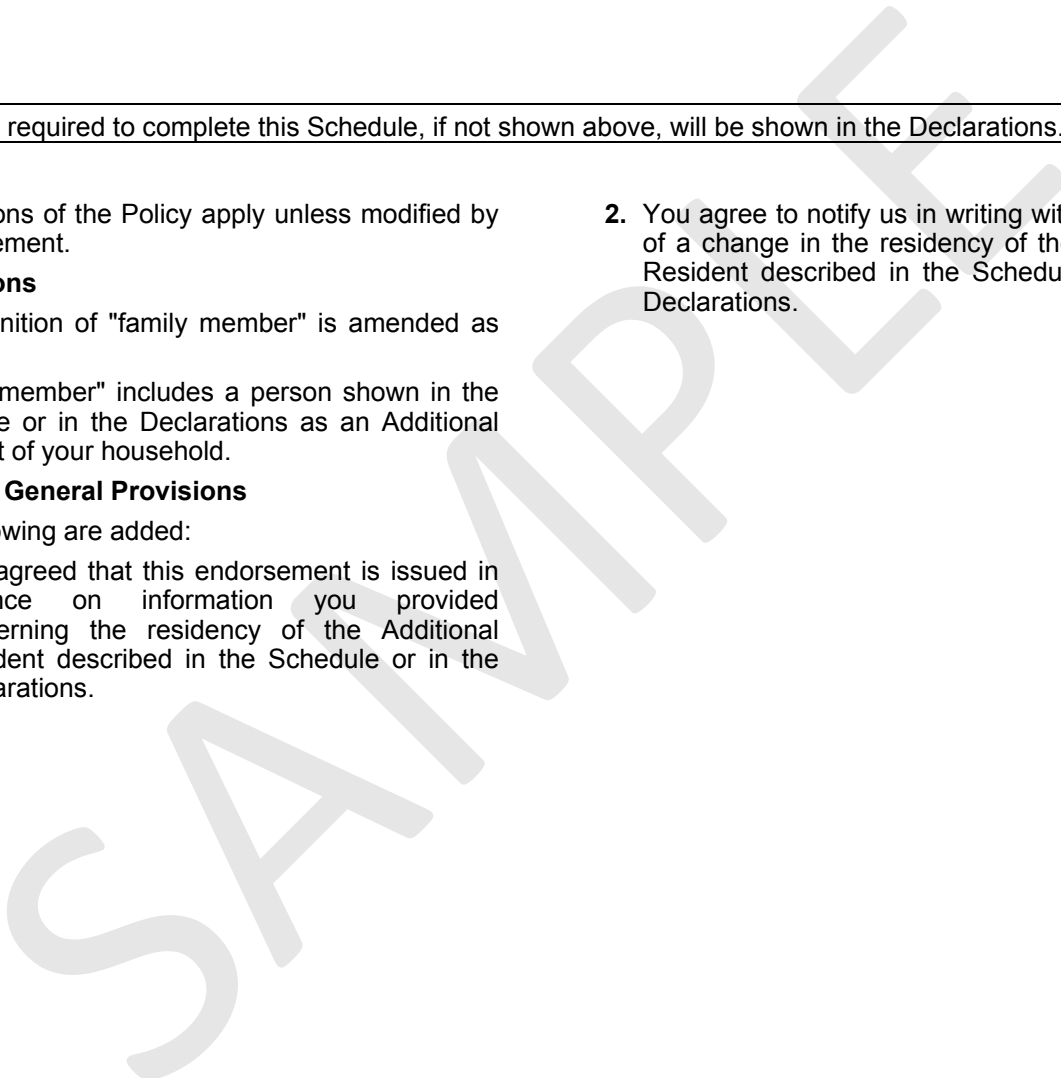 required to complete this Schedule, if not shown above, will be shown in the Declarations.
ons of the Policy apply unless modified by
ement.
ons
nition of "family member" is amended as
member" includes a person shown in the
e or in the Declarations as an Additional
t of your household.
General Provisions
owing are added:
agreed that this endorsement is issued in
nce on information you provided
erning the residency of the Additional
dent described in the Schedule or in the
arations.
2. You agree to notify us in writing wit
of a change in the residency of th
Resident described in the Schedu
Declarations.
SAMPLE